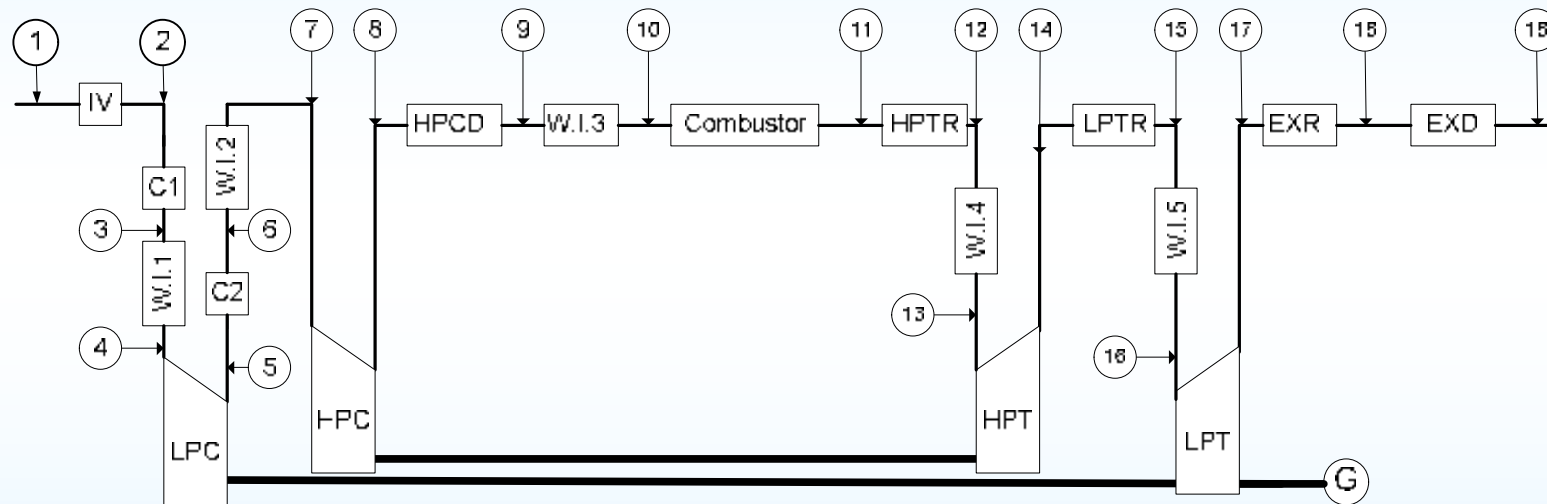 1
2
7
8
9
10
11
12
14
15
17
18
IV
HPCD
W.I.3
Combustor
HPTR
LPTR
EXR
EXD
W.I.2
C1
3
6
W.I.1
W.I.4
W.I.5
C2
13
4
5
16
HPC
HPT
LPC
LPT
G